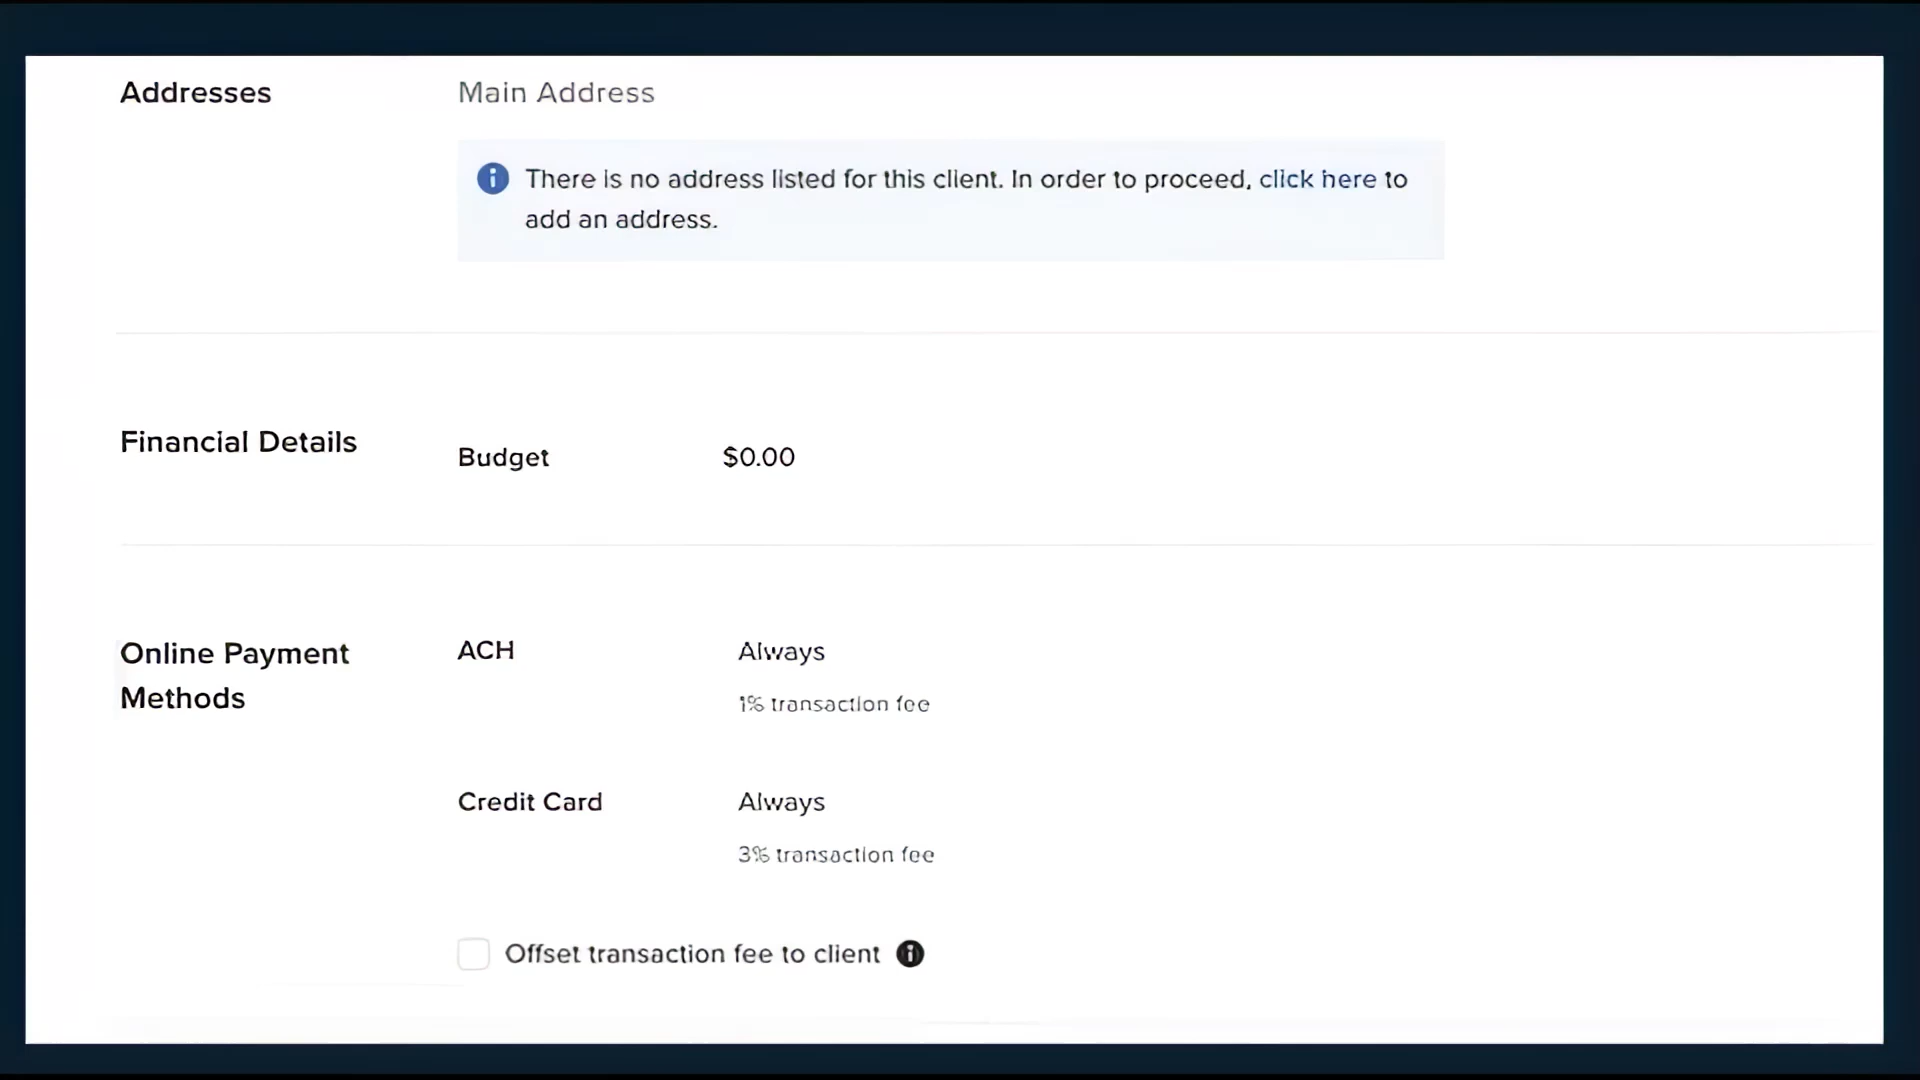 Addresses
Main Address
There is no address listed for this client. In order to proceed, click here to
add an address.
Financial Details
Budget
$0.00
Online Payment
Methods
ACH
Always
1% transaction fee
Credit Card
Always
3% transaction fee
Offset transaction fee to client